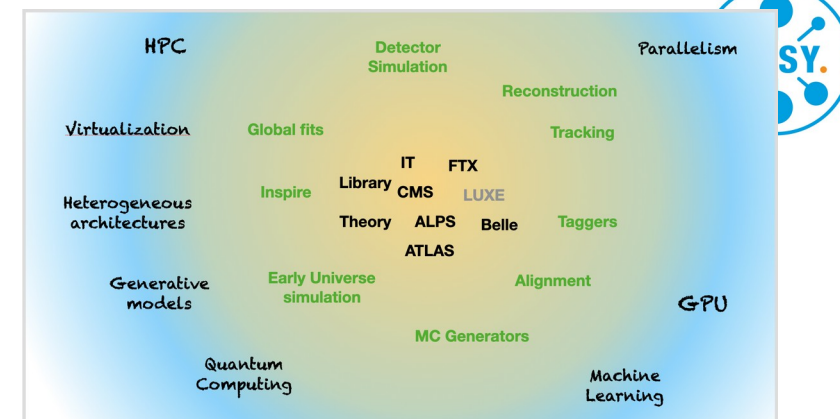 HPC
Detector
Simulation
Parallelism
SY.
Reconstruction
Virtualization
Global fits
Tracking
IT
FTX
Library
CMS
LUXE
Inspire
Heterogeneous
architectures
Theory
ALPS
Belle
Taggers
ATLAS
Early Universe
simulation
Alignment
Generative
models
GPU
MC Generators
Quantum
Computing
Machine
Learning